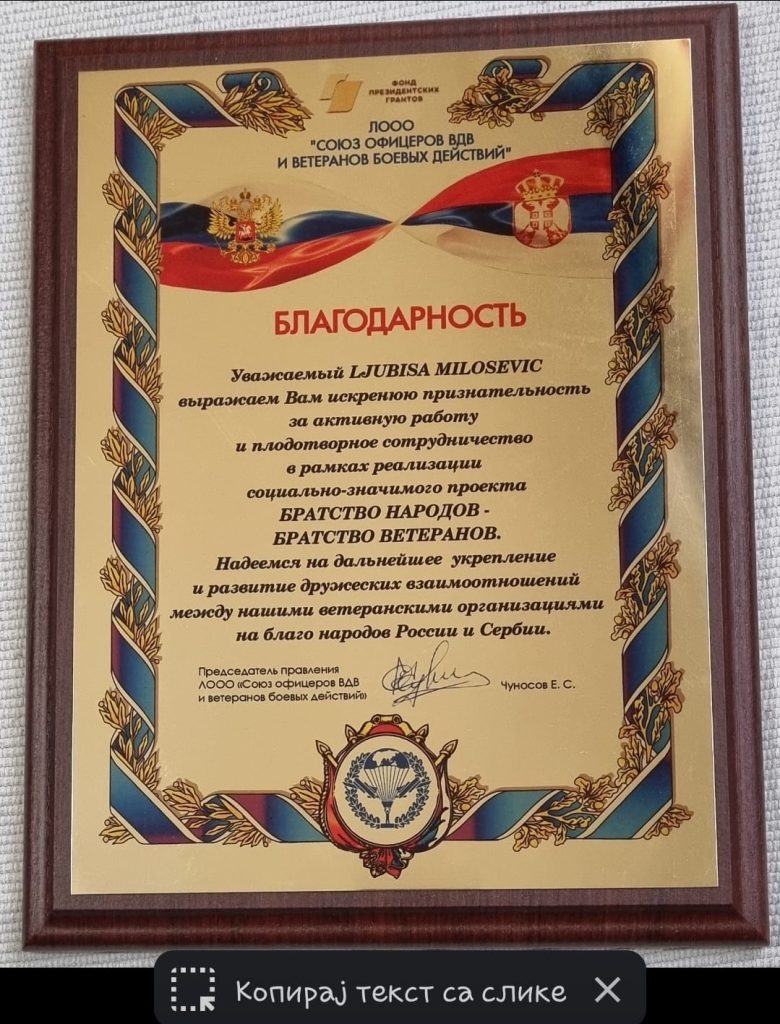 ФОНД
ПРЕЗИДЕНТСКИХ
ГРАНТОВ
ЛООО
"СОЮЗ ОФИЦЕРОВ ВДВ
И ВЕТЕРАНОВ БОЕВЫХ ДЕЙСТВИЙ"
БЛАГОДАРНОСТЬ
Уважаемый LJUBISA MILOSEVIC
выражаем Вам искренюю признательность
за активную работу
и плодотворное сотрудничество
в рамках реализации
социально-значимого проекта
БРАТСТВО НАРОДОВ -
БРАТСТВО ВЕТЕРАНОВ.
Надеемся на дальнейшее укрепление
и развитие дружеских взаимоотношений
между нашими ветеранскими организациями
на благо народов России и Сербии.
Председатель правления
ЛООО «Союз офицеров ВДВ
и ветеранов боевых действий»
Чуносов Е. С.
Копирај текст са слике